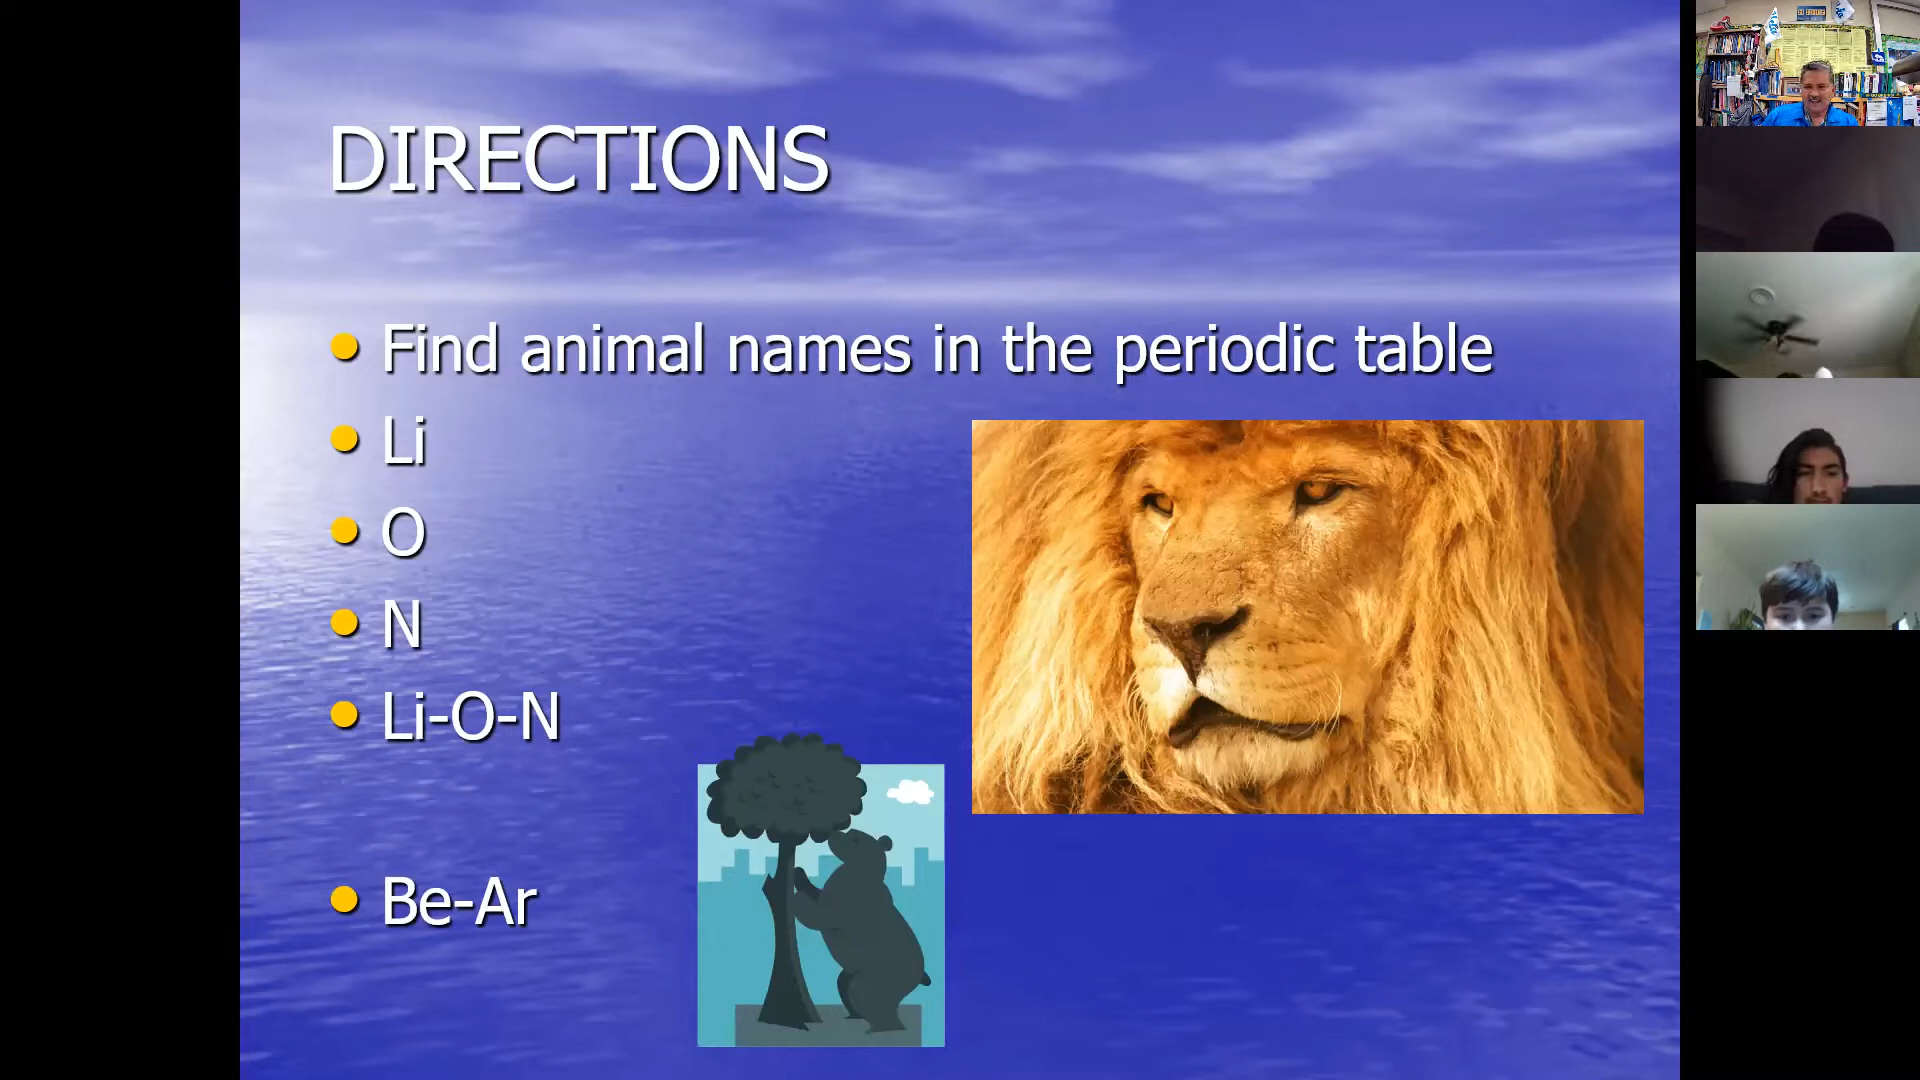 DIRECTIONS
Find animal names in the periodic table
Li
O
N
Li-O-N
Be-Ar